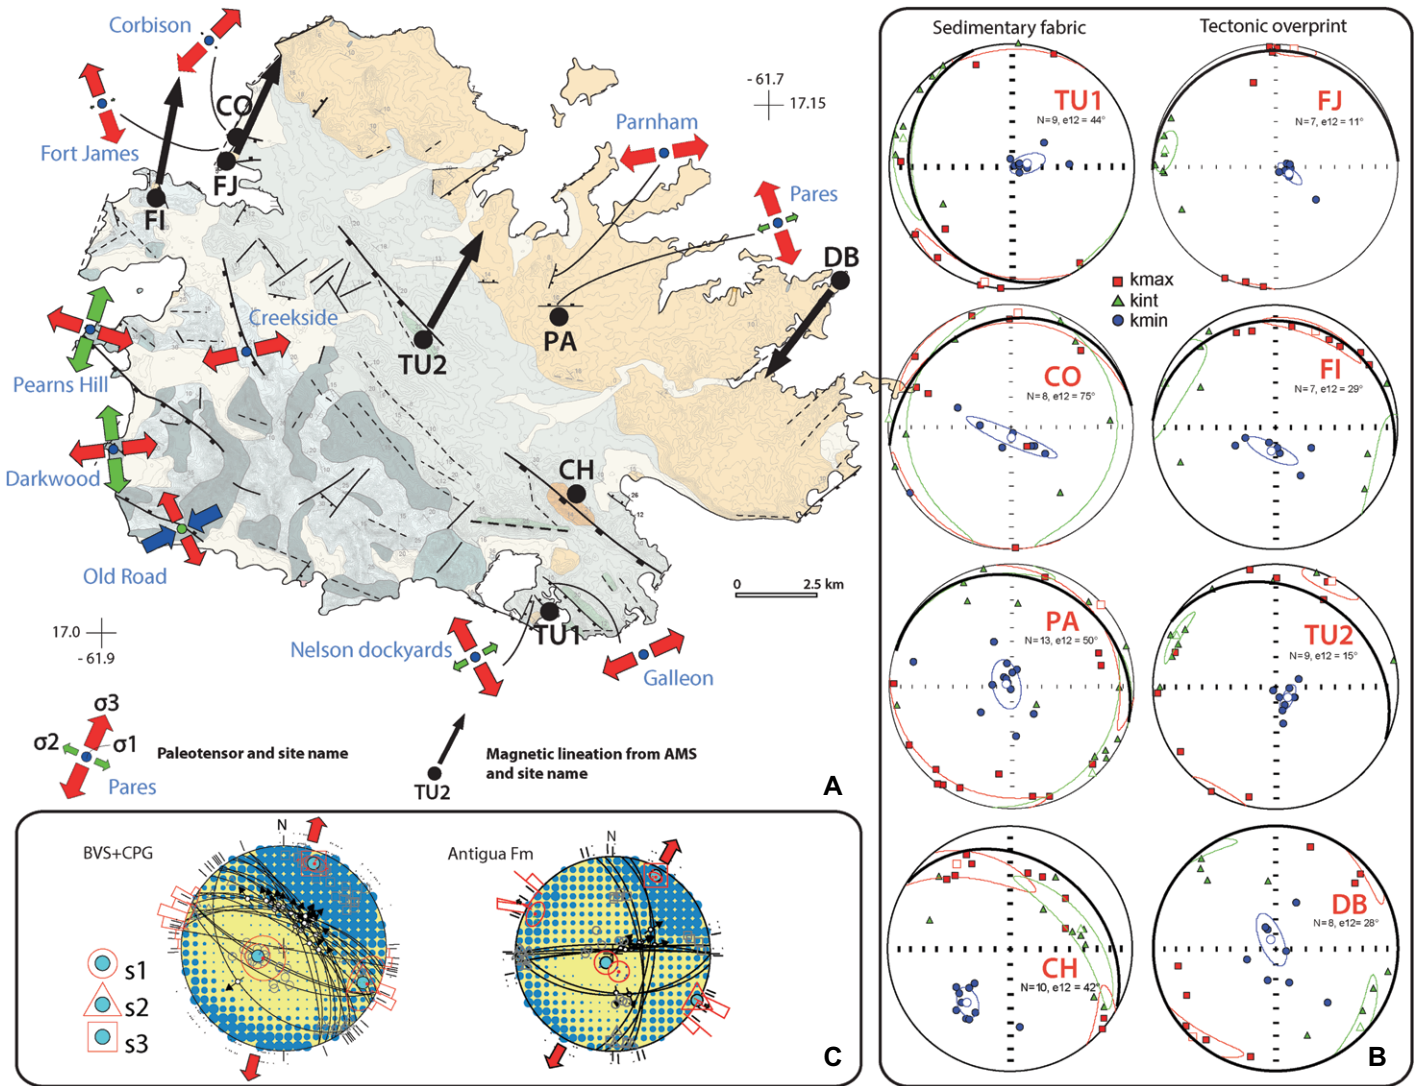 Corbison
CO
Fort James
FJ
FI
- 61.7
17.15
Parnham
Pares
DB
Creekside
TU2
PA
Pearns Hill
Darkwood
CH
Old Road
0 2.5 km
TU1
Nelson dockyards
Galleon
17.0
- 61.9
σ3
σ2
σ1
Pares
Paleotensor and site name
TU2
Magnetic lineation from AMS
and site name
A
Sedimentary fabric
Tectonic overprint
TU1
N=9, e12 = 44°
FJ
N=7, e12 = 11°
kmax
kint
kmin
CO
N=8, e12 = 75°
FI
N=7, e12 = 29°
PA
N=13, e12 = 50°
TU2
N=9, e12 = 15°
CH
N=10, e12 = 42°
DB
N=8, e12 = 28°
B
BVS+CPG
N
Antigua Fm
N
s1
s2
s3
C